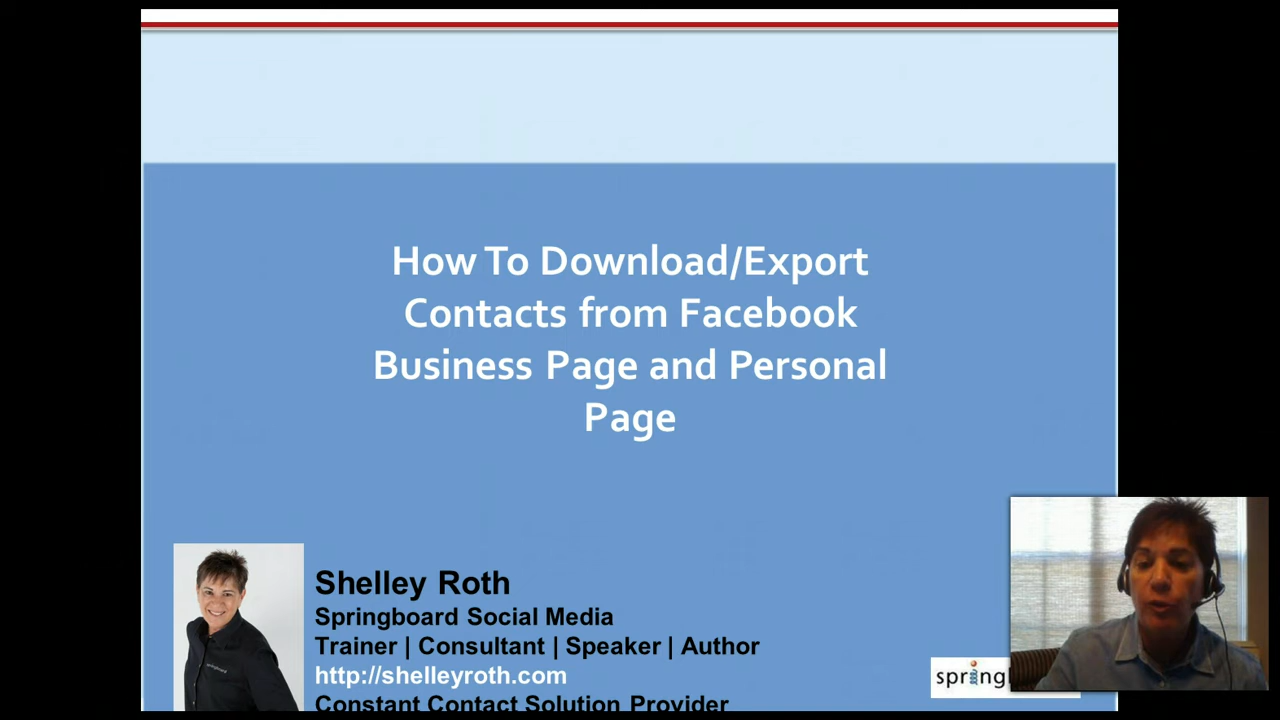 How To Download/Export
Contacts from Facebook
Business Page and Personal
Page
Shelley Roth
Springboard Social Media
Trainer | Consultant | Speaker | Author
http://shelleyroth.com
Constant Contact Solution Provider